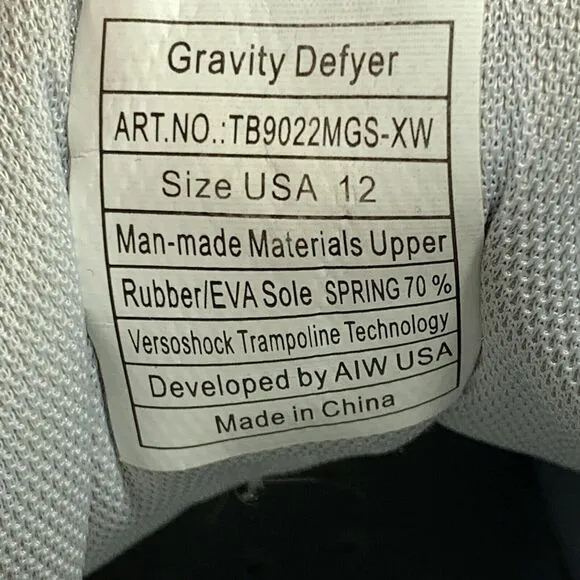 Gravity Defyer
ART.NO.:TB9022MGS-XW
Size USA 12
Man-made Materials Upper
Rubber/EVA Sole SPRING 70 %
Versoshock Trampoline Technology
Developed by AIW USA
Made in China